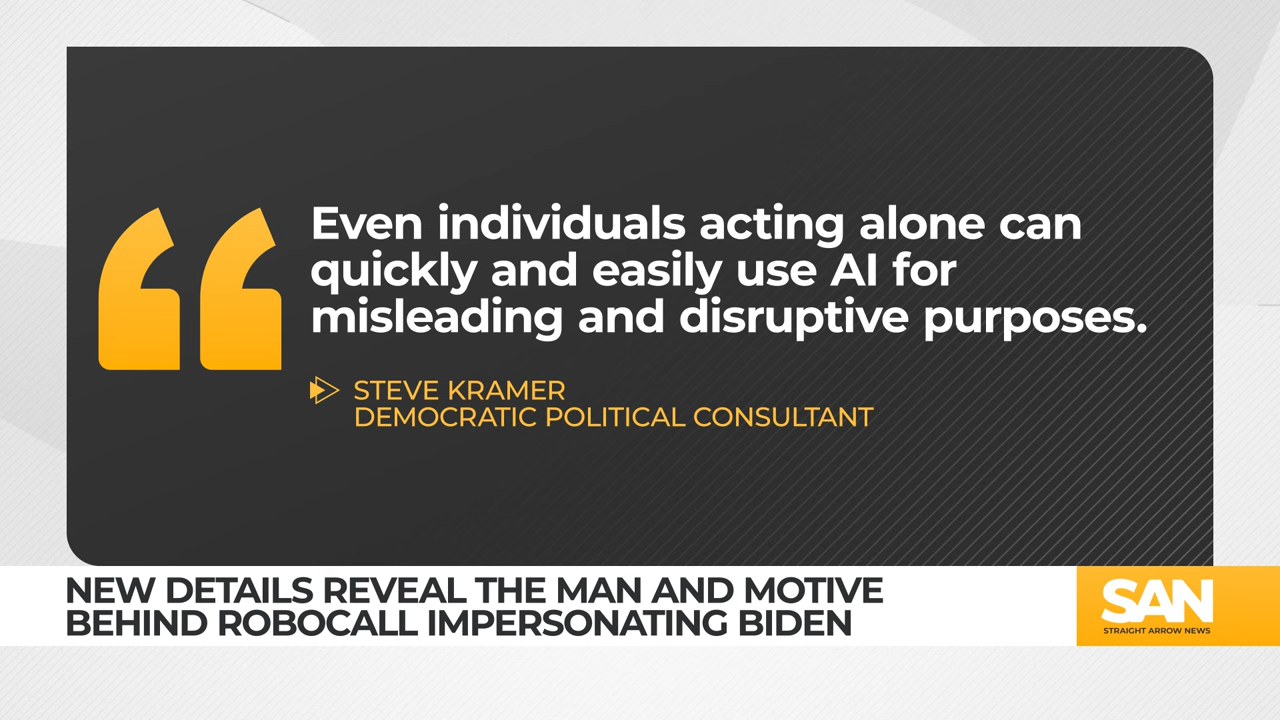 Even individuals acting alone can
quickly and easily use AI for
misleading and disruptive purposes.
STEVE KRAMER
DEMOCRATIC POLITICAL CONSULTANT
NEW DETAILS REVEAL THE MAN AND MOTIVE
BEHIND ROBOCALL IMPERSONATING BIDEN
SAN
STRAIGHT ARROW NEWS